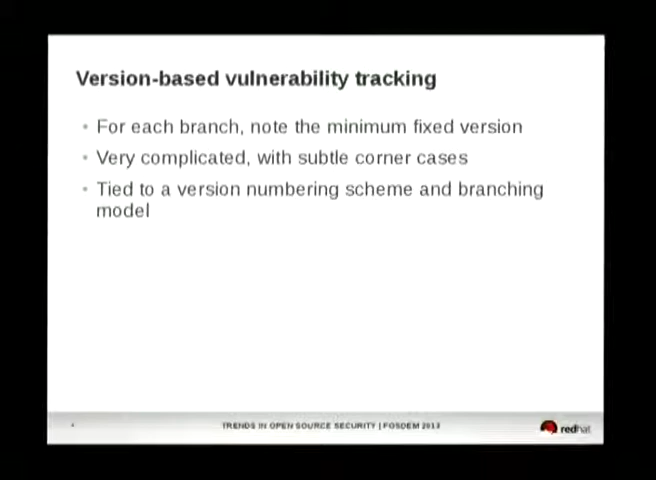 Version-based vulnerability tracking
• For each branch, note the minimum fixed version
• Very complicated, with subtle corner cases
• Tied to a version numbering scheme and branching
model
TRENDS IN OPEN SOURCE SECURITY | FOSDEM 2013
redhat